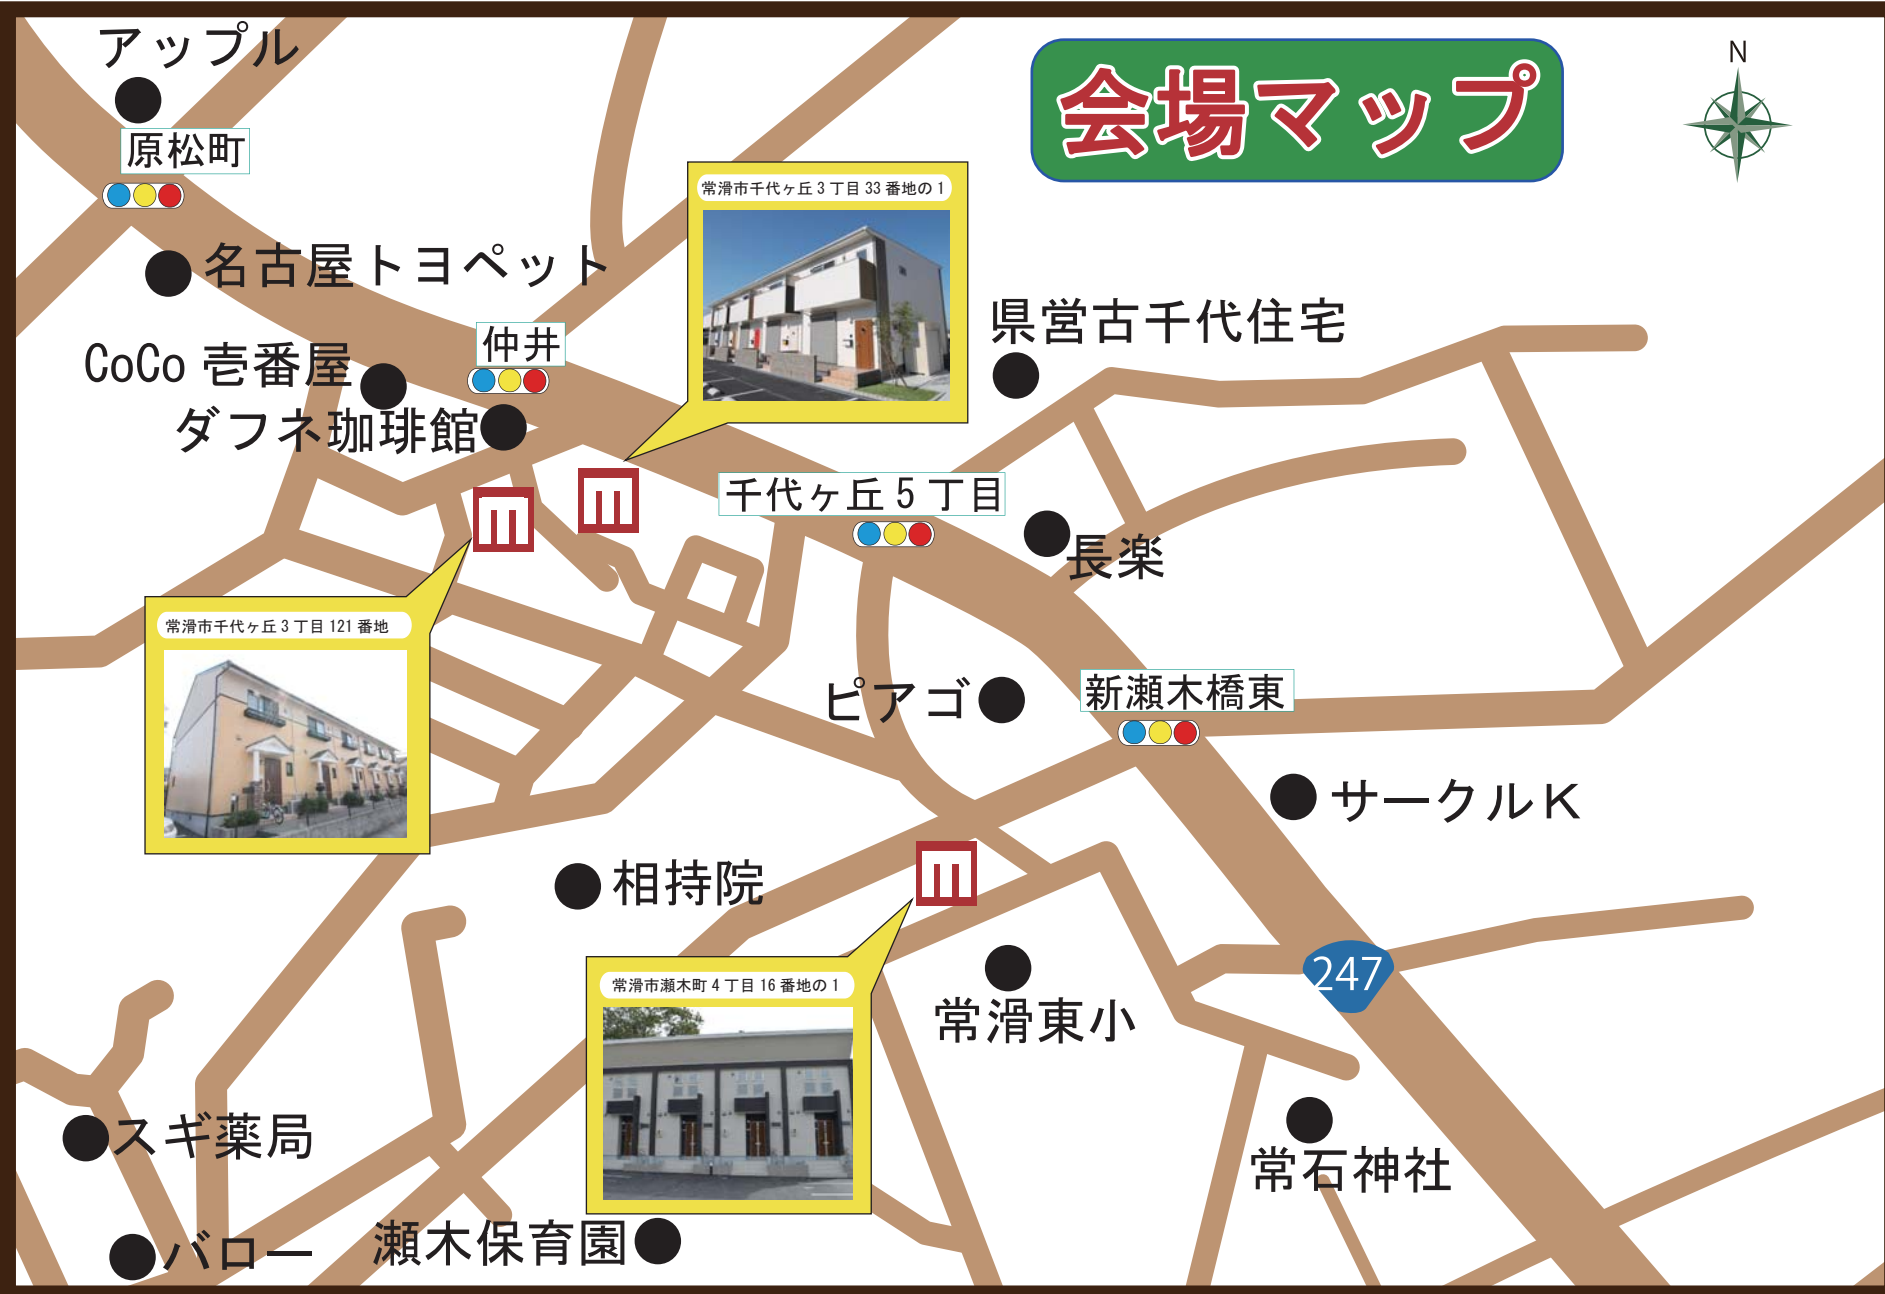 アップル
会場マップ
N
原松町
常滑市千代ヶ丘3丁目33番地の1
名古屋トヨペット
県営古千代住宅
仲井
CoCo壱番屋
ダフネ珈琲館
千代ヶ丘5丁目
長楽
常滑市千代ヶ丘3丁目121番地
ピアゴ
新瀬木橋東
サークルK
相持院
247
常滑市瀬木町4丁目16番地の1
常滑東小
スギ薬局
常石神社
バロー
瀬木保育園